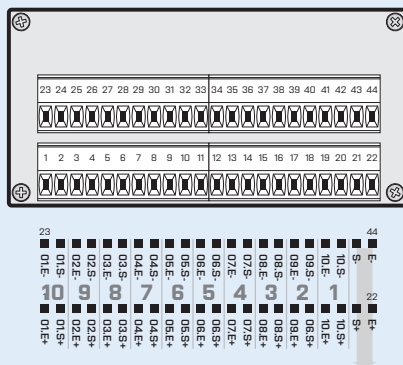 23 24 25 26 27 28 29 30 31 32 33 34 35 36 37 38 39 40 41 42 43 44
1 2 3 4 5 6 7 8 9 10 11 12 13 14 15 16 17 18 19 20 21 22
23 44
01.E- 01.S- 02.E- 02.S- 03.E- 03.S- 04.E- 04.S- 05.E- 05.S- 06.E- 06.S- 07.E- 07.S- 08.E- 08.S- 09.E- 09.S- 10.E- 10.S- S- E-
10 9 8 7 6 5 4 3 2 1 22
01.E+ 01.S+ 02.E+ 02.S+ 03.E+ 03.S+ 04.E+ 04.S+ 05.E+ 05.S+ 06.E+ 06.S+ 07.E+ 07.S+ 08.E+ 08.S+ 09.E+ 06.S+ 10.E+ 10.S+ S+ E+